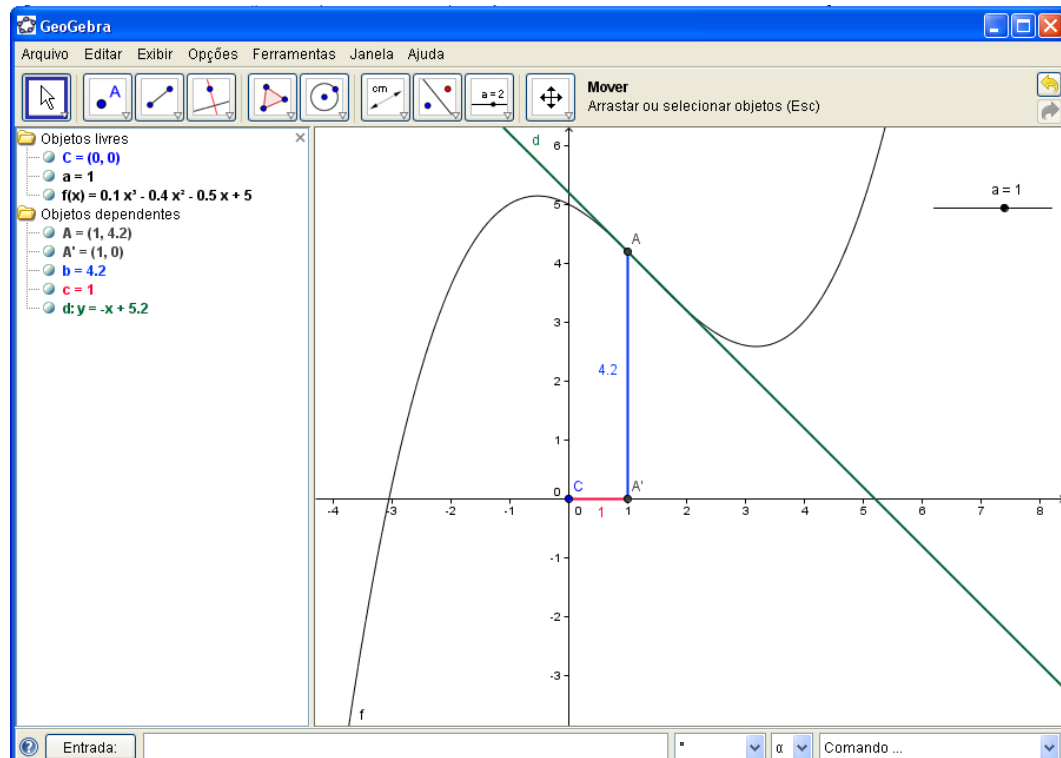 GeoGebra
Arquivo Editar Exibir Opções Ferramentas Janela Ajuda
A
cm
a = 2
Mover
Arrastar ou selecionar objetos (Esc)
Objetos livres
C = (0, 0)
a = 1
f(x) = 0.1 x³ - 0.4 x² - 0.5 x + 5
Objetos dependentes
A = (1, 4.2)
A' = (1, 0)
b = 4.2
c = 1
d: y = -x + 5.2
d
6
a = 1
5
A
4
3
4.2
2
1
0
C
A'
-4 -3 -2 -1 0 1 1 2 3 4 5 6 7 8
-1
-2
-3
f
Entrada:
°
α
Comando ...